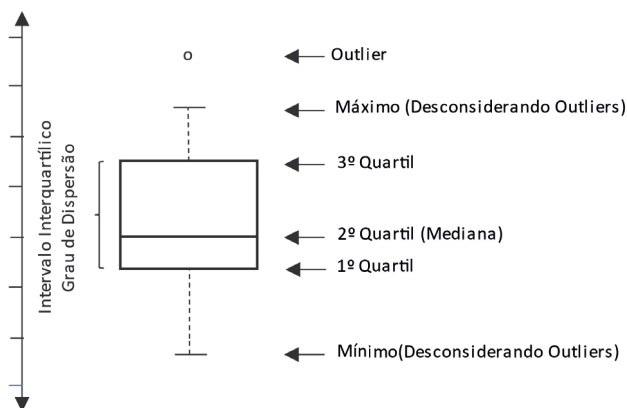 Outlier
Máximo (Desconsiderando Outliers)
3º Quartil
2º Quartil (Mediana)
1º Quartil
Mínimo(Desconsiderando Outliers)
Intervalo Interquartílico
Grau de Dispersão